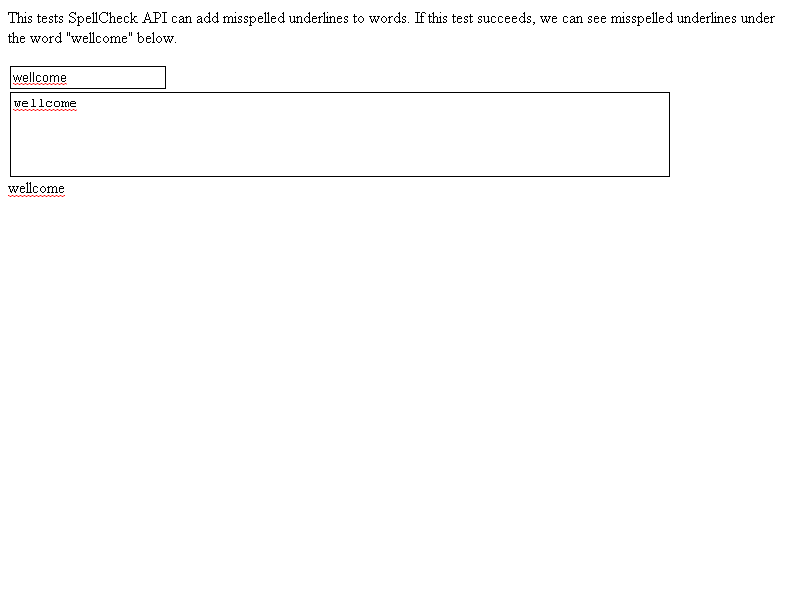 This tests SpellCheck API can add misspelled underlines to words. If this test succeeds, we can see misspelled underlines under
the word "wellcome" below.
wellcome
wellcome
wellcome